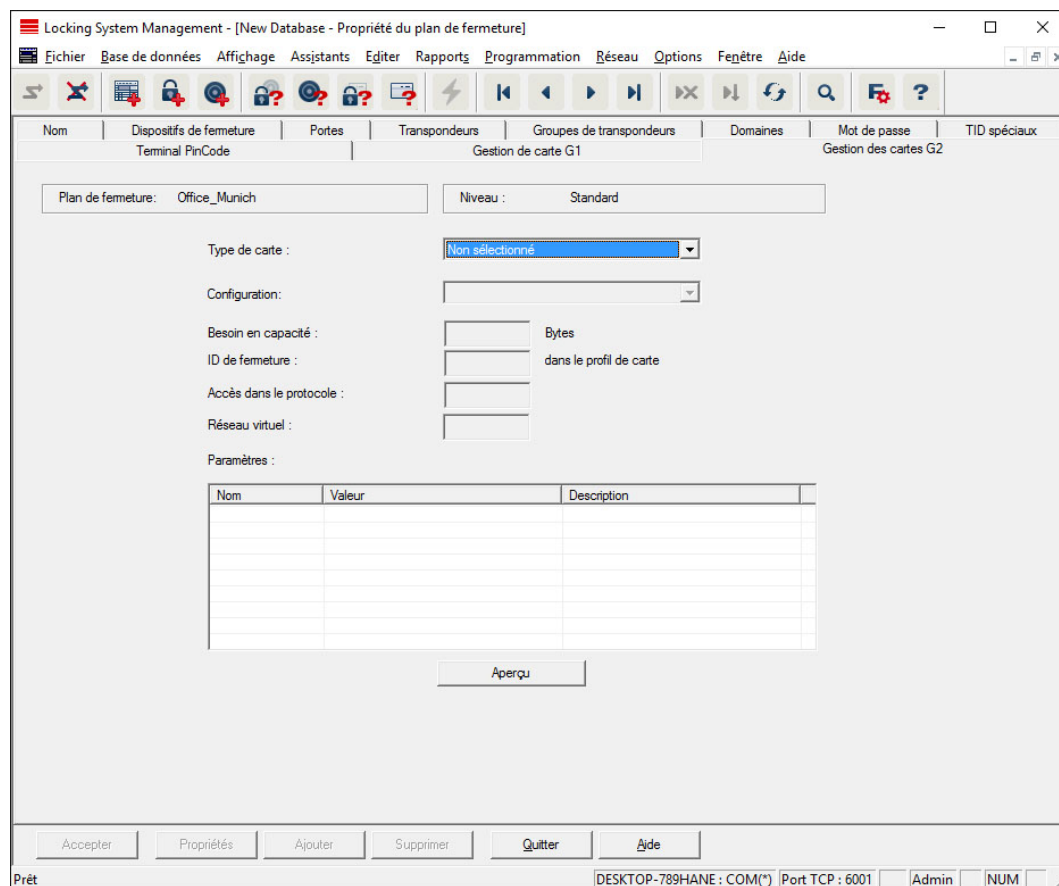 Locking System Management - [New Database - Propriété du plan de fermeture]
Fichier Base de données Affichage Assistants Editer Rapports Programmation Réseau Options Fenêtre Aide
Nom Dispositifs de fermeture Portes Transpondeurs Groupes de transpondeurs Domaines Mot de passe TID spéciaux
Terminal PinCode Gestion de carte G1 Gestion des cartes G2
Plan de fermeture: Office_Munich Niveau : Standard
Type de carte : Non sélectionné
Configuration:
Besoin en capacité : Bytes
ID de fermeture : dans le profil de carte
Accès dans le protocole :
Réseau virtuel :
Paramètres :
Nom Valeur Description
Aperçu
Accepter Propriétés Ajouter Supprimer Quitter Aide
Prêt DESKTOP-789HANE : COM(*) Port TCP : 6001 Admin NUM